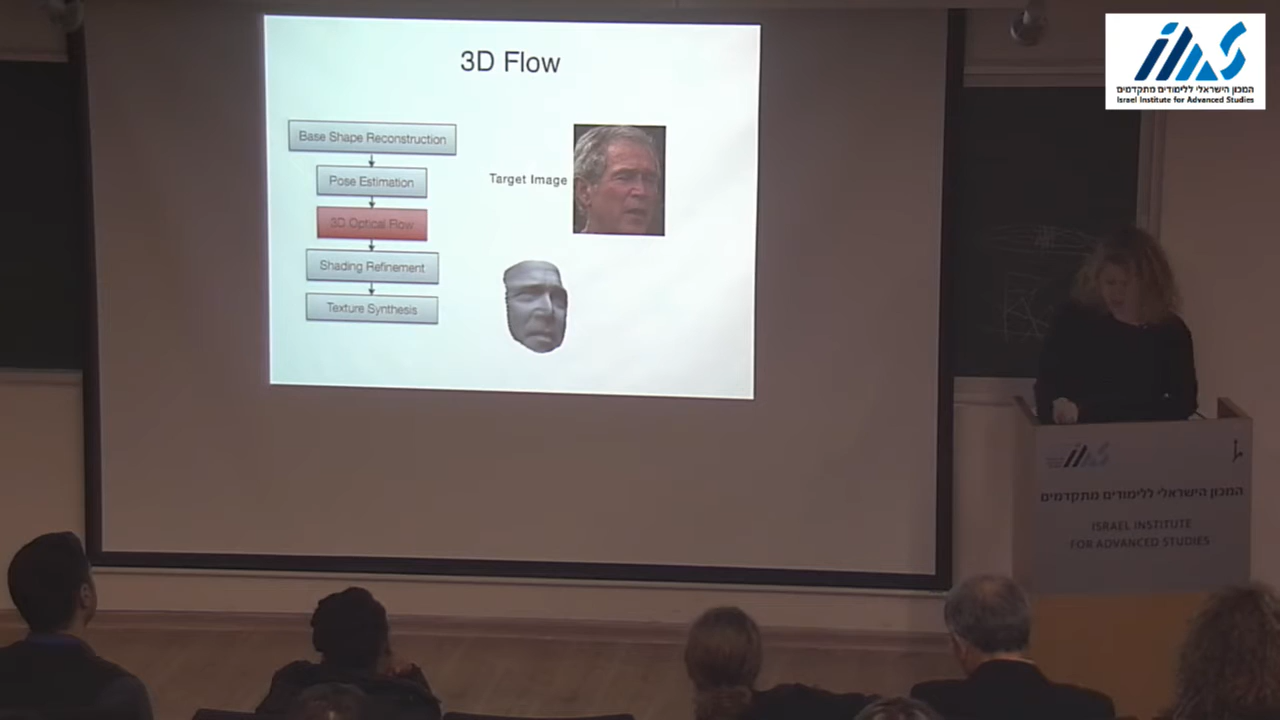 3D Flow
Base Shape Reconstruction
Pose Estimation
3D Optical Flow
Shading Refinement
Texture Synthesis
Target Image
המכון הישראלי ללימודים מתקדמים
Israel Institute for Advanced Studies
המכון הישראלי ללימודים מתקדמים
ISRAEL INSTITUTE
FOR ADVANCED STUDIES